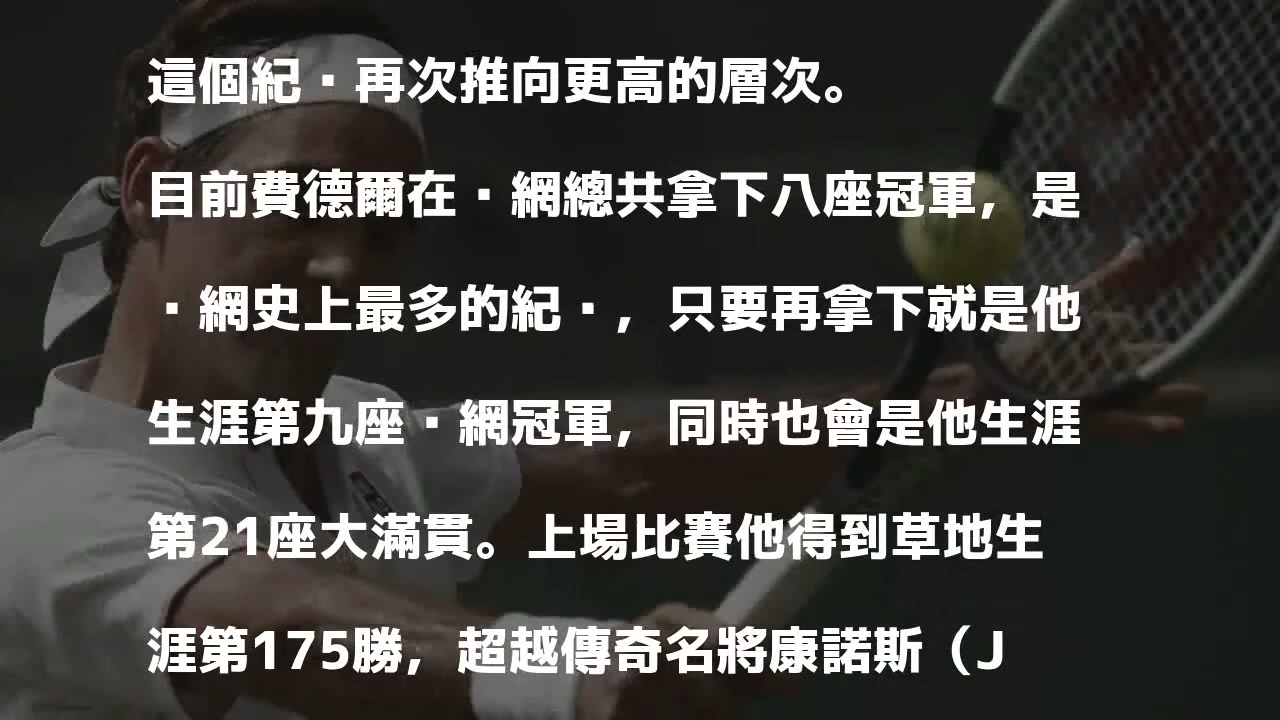 這個紀▪再次推向更高的層次。
目前費德爾在▪網總共拿下八座冠軍，是
▪網史上最多的紀▪，只要再拿下就是他
生涯第九座▪網冠軍，同時也會是他生涯
第21座大滿貫。上場比賽他得到草地生
涯第175勝，超越傳奇名將康諾斯（J